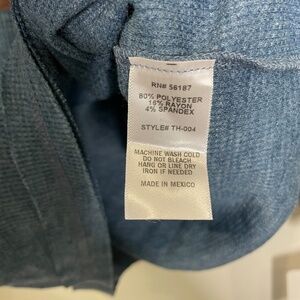 RN# 56187
80% POLYESTER
16% RAYON
4% SPANDEX
STYLE# TH-004
MACHINE WASH COLD
DO NOT BLEACH
HANG OR LINE DRY
IRON IF NEEDED
MADE IN MEXICO